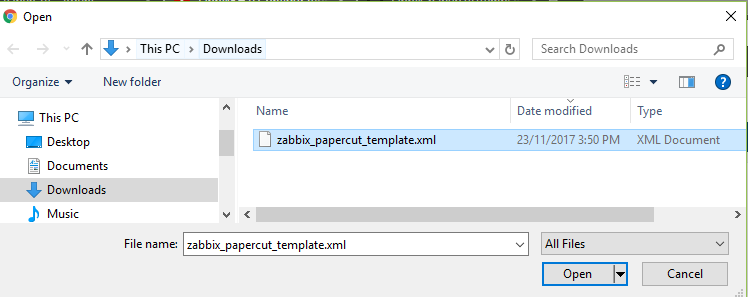 Open
This PC > Downloads
Search Downloads
Organize New folder
This PC
Desktop
Documents
Downloads
Music
Name Date modified Type
zabbix_papercut_template.xml 23/11/2017 3:50 PM XML Document
File name: zabbix_papercut_template.xml All Files
Open Cancel